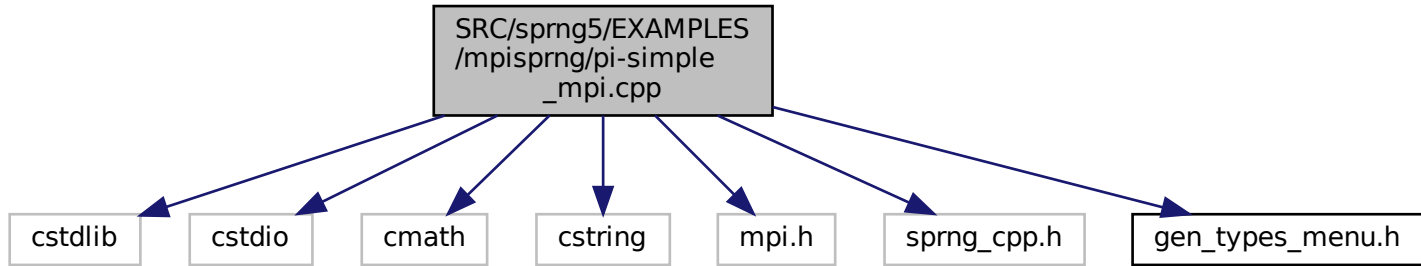 SRC/sprng5/EXAMPLES
/mpisprng/pi-simple
_mpi.cpp
cstdlib
cstdio
cmath
cstring
mpi.h
sprng_cpp.h
gen_types_menu.h